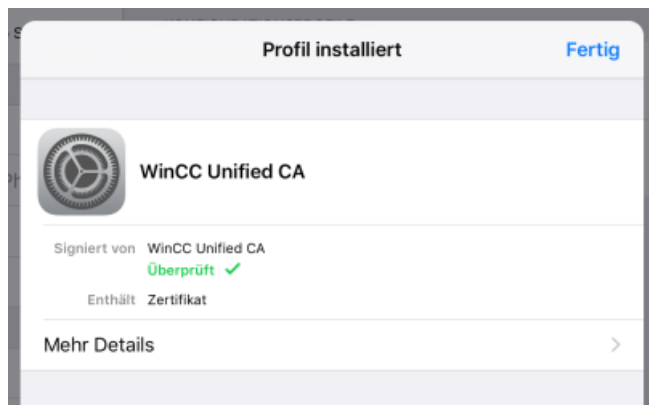 Profil installiert
Fertig
WinCC Unified CA
Signiert von WinCC Unified CA
Überprüft ✓
Enthält Zertifikat
Mehr Details